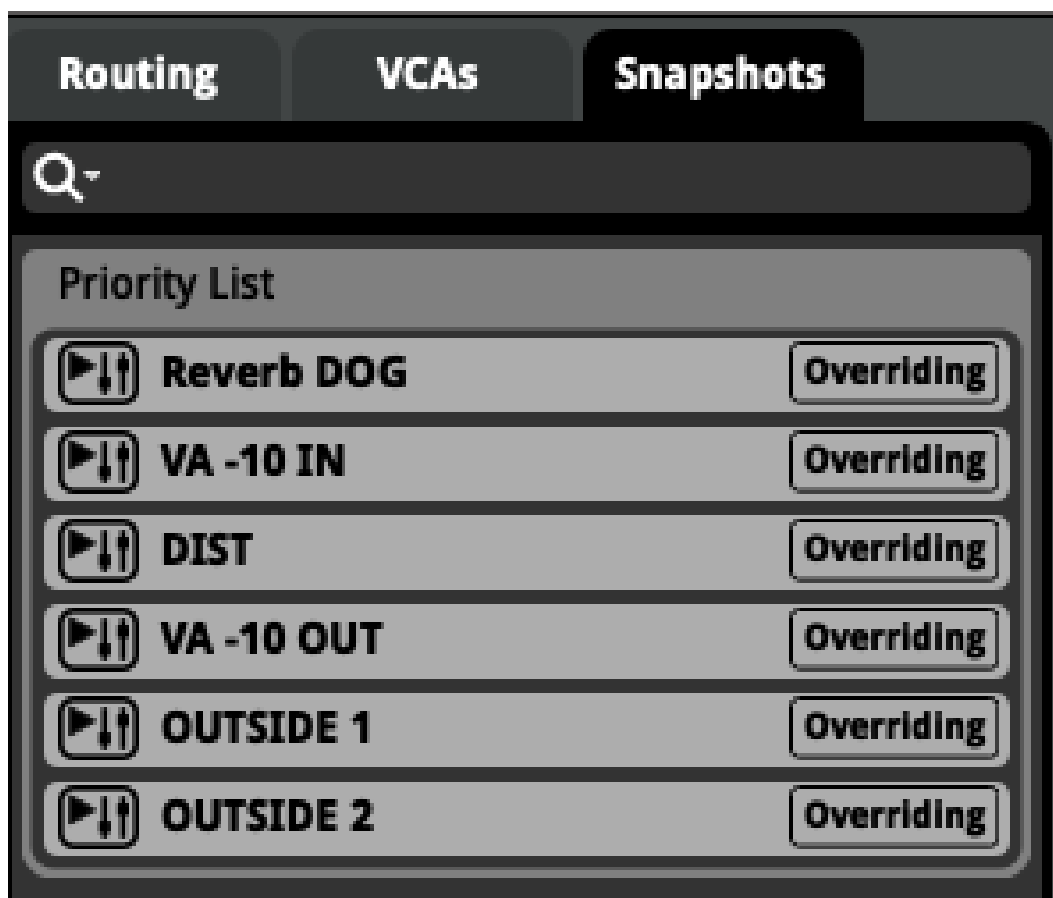 Routing VCAs Snapshots
Priority List
Reverb DOG Overriding
VA -10 IN Overriding
DIST Overriding
VA -10 OUT Overriding
OUTSIDE 1 Overriding
OUTSIDE 2 Overriding